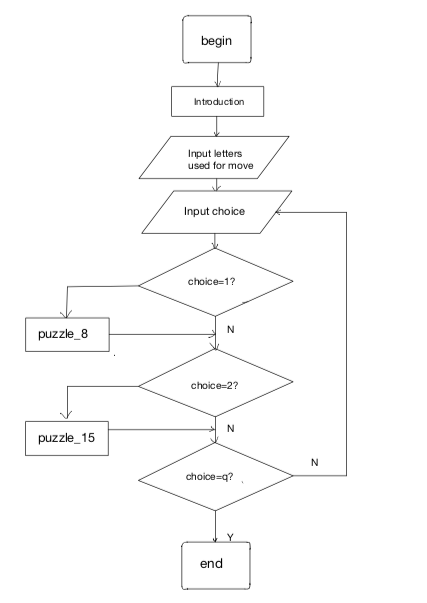 begin
Introduction
Input letters
used for move
Input choice
choice=1?
N
puzzle_8
choice=2?
N
puzzle_15
choice=q?
N
Y
end